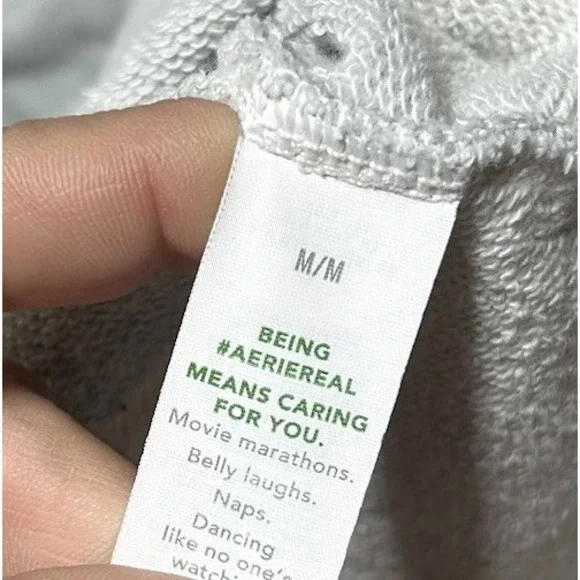 M/M
BEING
#AERIEREAL
MEANS CARING
FOR YOU.
Movie marathons.
Belly laughs.
Naps.
Dancing
like no one's